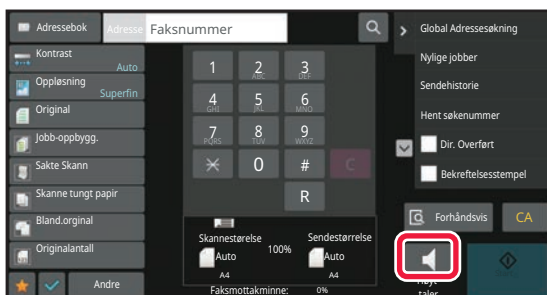 Adressebok
Adresse
Faksnummer
Kontrast
Auto
Oppløsning
Superfin
Original
Jobb-oppbygg.
Sakte Skann
Skanne tungt papir
Bland.orginal
Originalantall
Andre
1
2
ABC
3
DEF
4
GHI
5
JKL
6
MNO
7
PQRS
8
TUV
9
WXYZ
0
#
C
R
Skannestørelse
100%
Sendestørrelse
Auto
Auto
A4
A4
Faksmottakminne:
0%
Global Adressesøkning
Nylige jobber
Sendehistorie
Hent søkenummer
Dir. Overført
Bekreftelsesstempel
Forhåndsvis
CA
Høyt
taler